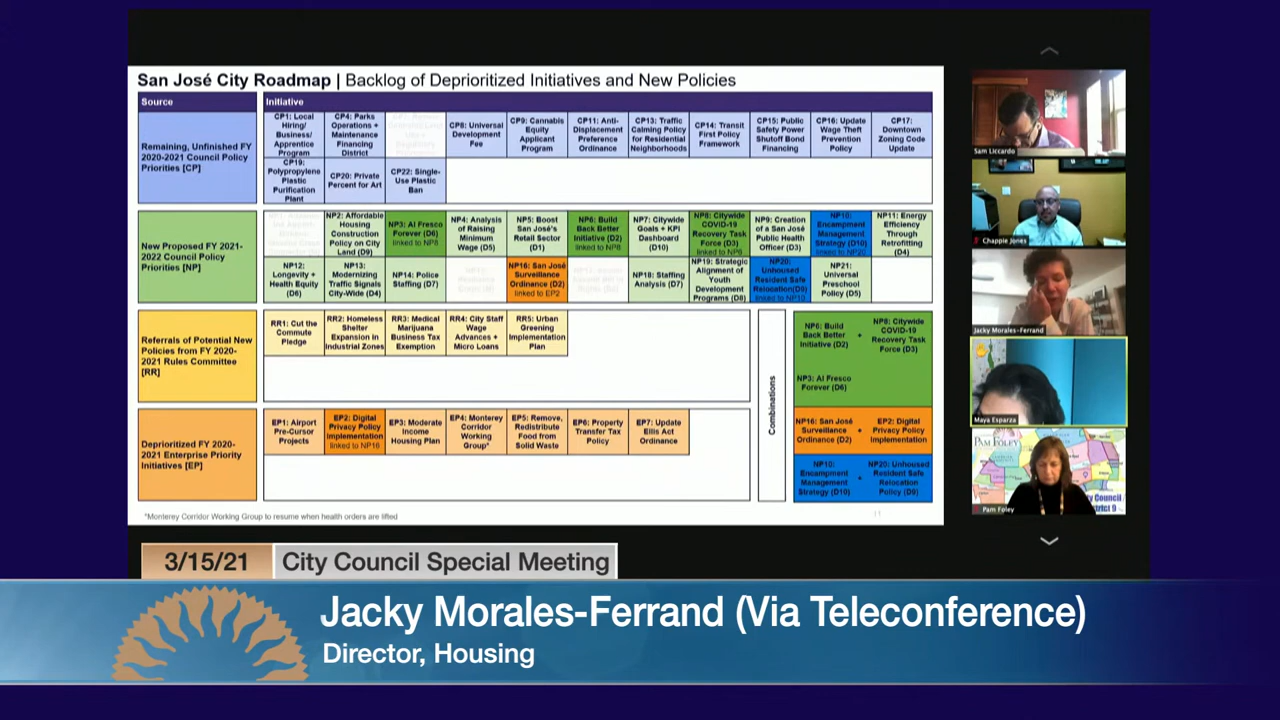 San José City Roadmap | Backlog of Deprioritized Initiatives and New Policies
Source
Initiative
Remaining, Unfinished FY
2020-2021 Council Policy
Priorities [CP]
CP1: Local
Hiring/
Business/
Apprentice
Program
CP4: Parks
Operations +
Maintenance
Financing
District
CP8: Universal
Development
Fee
CP9: Cannabis
Equity
Applicant
Program
CP11: Anti-
Displacement
Preference
Ordinance
CP13: Traffic
Calming Policy
for Residential
Neighborhoods
CP14: Transit
First Policy
Framework
CP15: Public
Safety Power
Shutoff Bond
Financing
CP16: Update
Wage Theft
Prevention
Policy
CP17:
Downtown
Zoning Code
Update
CP19:
Polypropylene
Plastic
Purification
Plant
CP20: Private
Percent for Art
CP22: Single-
Use Plastic
Ban
New Proposed FY 2021-
2022 Council Policy
Priorities [NP]
NP2: Affordable
Housing
Construction
Policy on City
Land (D9)
NP3: Al Fresco
Forever (D6)
linked to NP8
NP4: Analysis
of Raising
Minimum
Wage (D5)
NP5: Boost
San José's
Retail Sector
(D1)
NP6: Build
Back Better
Initiative (D2)
linked to NP8
NP7: Citywide
Goals + KPI
Dashboard
(D10)
NP8: Citywide
COVID-19
Recovery Task
Force (D3)
linked to NP6
NP9: Creation
of a San José
Public Health
Officer (D3)
NP10:
Encampment
Management
Strategy (D10)
linked to NP20
NP11: Energy
Efficiency
Through
Retrofitting
(D4)
NP12:
Longevity +
Health Equity
(D6)
NP13:
Modernizing
Traffic Signals
City-Wide (D4)
NP14: Police
Staffing (D7)
NP16: San José
Surveillance
Ordinance (D2)
linked to EP2
NP18: Staffing
Analysis (D7)
NP19: Strategic
Alignment of
Youth
Development
Programs (D8)
NP20:
Unhoused
Resident Safe
Relocation(D9)
linked to NP10
NP21:
Universal
Preschool
Policy (D5)
Referrals of Potential New
Policies from FY 2020-
2021 Rules Committee
[RR]
RR1: Cut the
Commute
Pledge
RR2: Homeless
Shelter
Expansion in
Industrial Zones
RR3: Medical
Marijuana
Business Tax
Exemption
RR4: City Staff
Wage
Advances +
Micro Loans
RR5: Urban
Greening
Implementation
Plan
Deprioritized FY 2020-
2021 Enterprise Priority
Initiatives [EP]
EP1: Airport
Pre-Cursor
Projects
EP2: Digital
Privacy Policy
Implementation
linked to NP16
EP3: Moderate
Income
Housing Plan
EP4: Monterey
Corridor
Working
Group*
EP5: Remove,
Redistribute
Food from
Solid Waste
EP6: Property
Transfer Tax
Policy
EP7: Update
Ellis Act
Ordinance
Combinations
NP6: Build
Back Better
Initiative (D2)
+
NP8: Citywide
COVID-19
Recovery Task
Force (D3)
NP3: Al Fresco
Forever (D6)
NP16: San José
Surveillance
Ordinance (D2)
+
EP2: Digital
Privacy Policy
Implementation
NP10:
Encampment
Management
Strategy (D10)
+
NP20: Unhoused
Resident Safe
Relocation
Policy (D9)
*Monterey Corridor Working Group to resume when health orders are lifted
11
Sam Liccardo
Chappie Jones
Jacky Morales-Ferrand
Maya Esparza
PAM FOLEY
Pam Foley
3/15/21
City Council Special Meeting
Jacky Morales-Ferrand (Via Teleconference)
Director, Housing